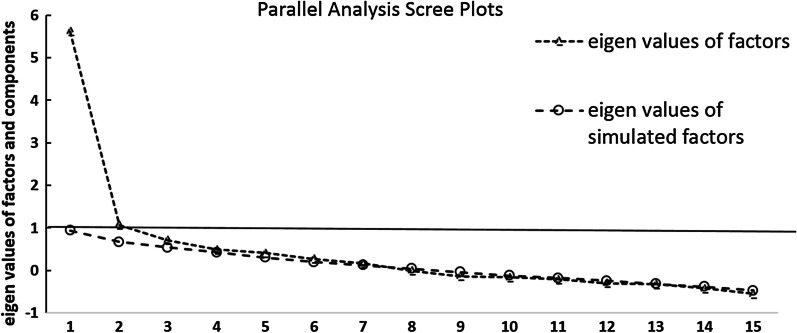 Parallel Analysis Scree Plots
eigen values of factors and components
6
5
4
3
2
1
0
-1
1 2 3 4 5 6 7 8 9 10 11 12 13 14 15
eigen values of factors
eigen values of
simulated factors